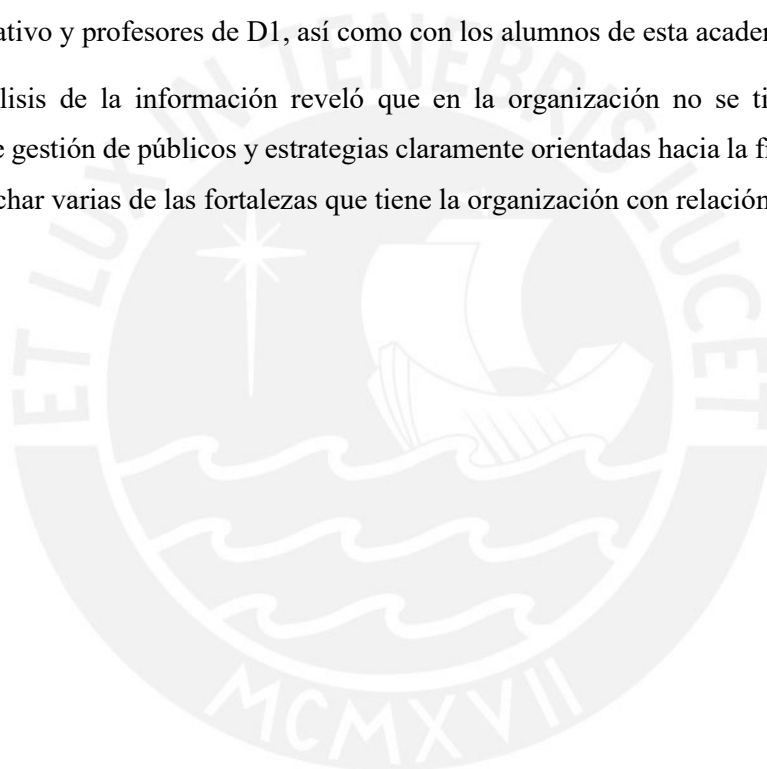 ativo y profesores de D1, así como con los alumnos de esta acader
lisis de la información reveló que en la organización no se ti
e gestión de públicos y estrategias claramente orientadas hacia la fi
char varias de las fortalezas que tiene la organización con relación
ET LUX IN TENEBRIS LUCET
MCMXVII